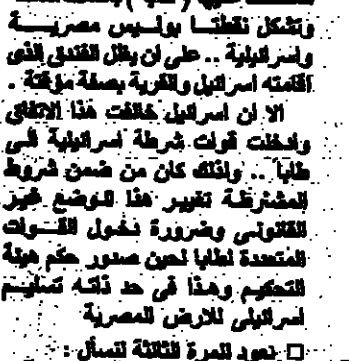 وتشكل نقطتا بوليس مصرية
واسرائيلية .. على ان يظل الفندق الذى
اقامته اسرائيل والقرية بصفة مؤقتة .
الا ان اسرائيل خالفت هذا الاتفاق
وادخلت قوات شرطة اسرائيلية الى
طابا .. ولذلك كان من ضمن شروط
المشارطة تغيير هذا الوضع غير
القانونى وضرورة دخول القوات
المتعددة لطابا لحين صدور حكم هيئة
التحكيم وهذا فى حد ذاته تسليم
اسرائيلى للارض المصرية
□ نعود للمرة الثالثة لنسأل :